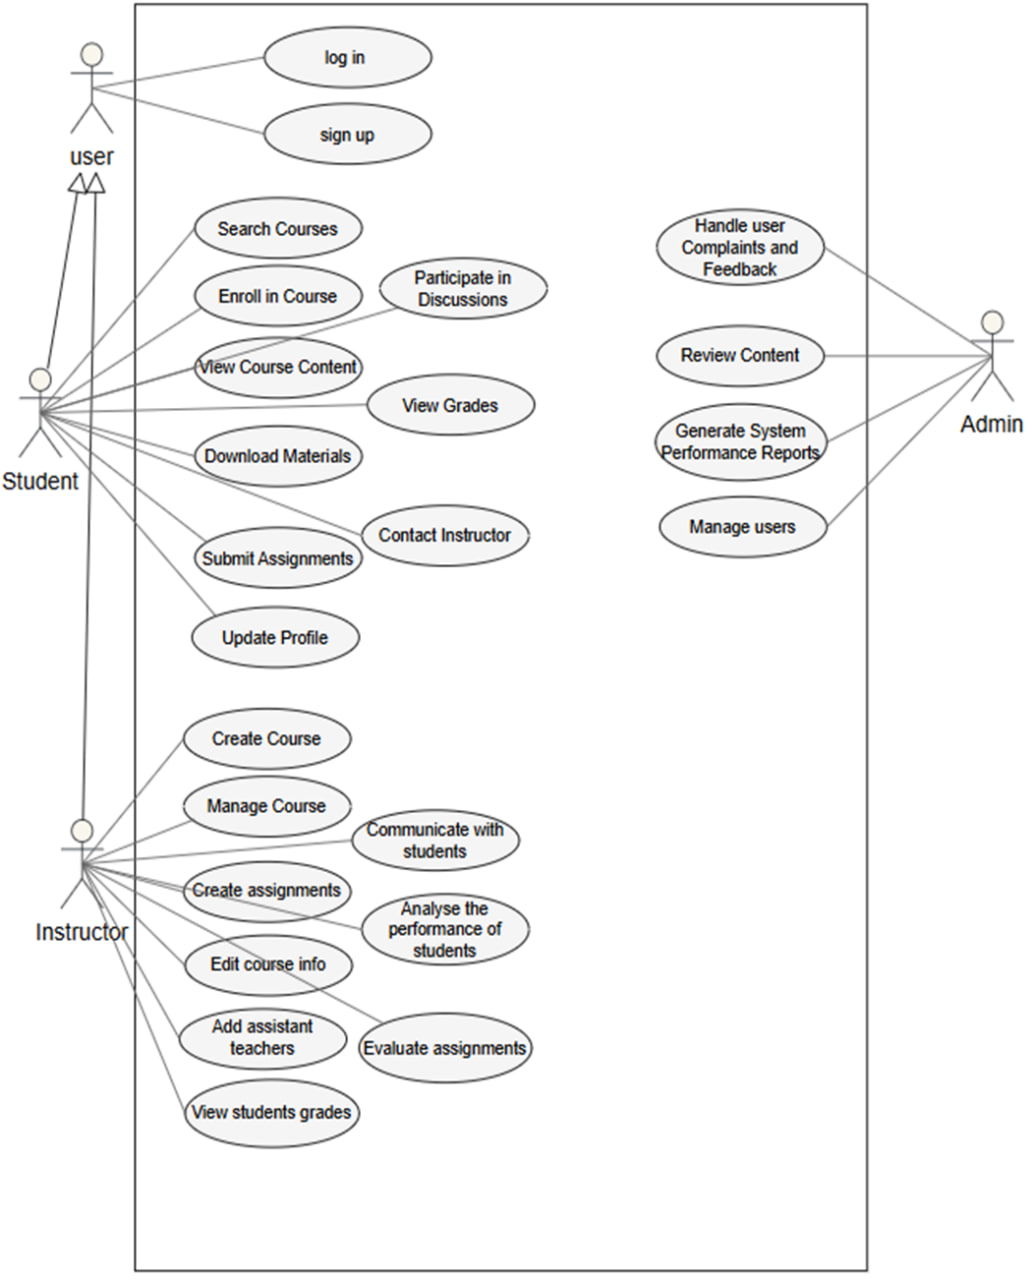 log in
sign up
user
Search Courses
Enroll in Course
Participate in
Discussions
View Course Content
View Grades
Download Materials
Student
Contact Instructor
Submit Assignments
Update Profile
Handle user
Complaints and
Feedback
Review Content
Generate System
Performance Reports
Manage users
Admin
Create Course
Manage Course
Communicate with
students
Create assignments
Analyse the
performance of
students
Instructor
Edit course info
Add assistant
teachers
Evaluate assignments
View students grades